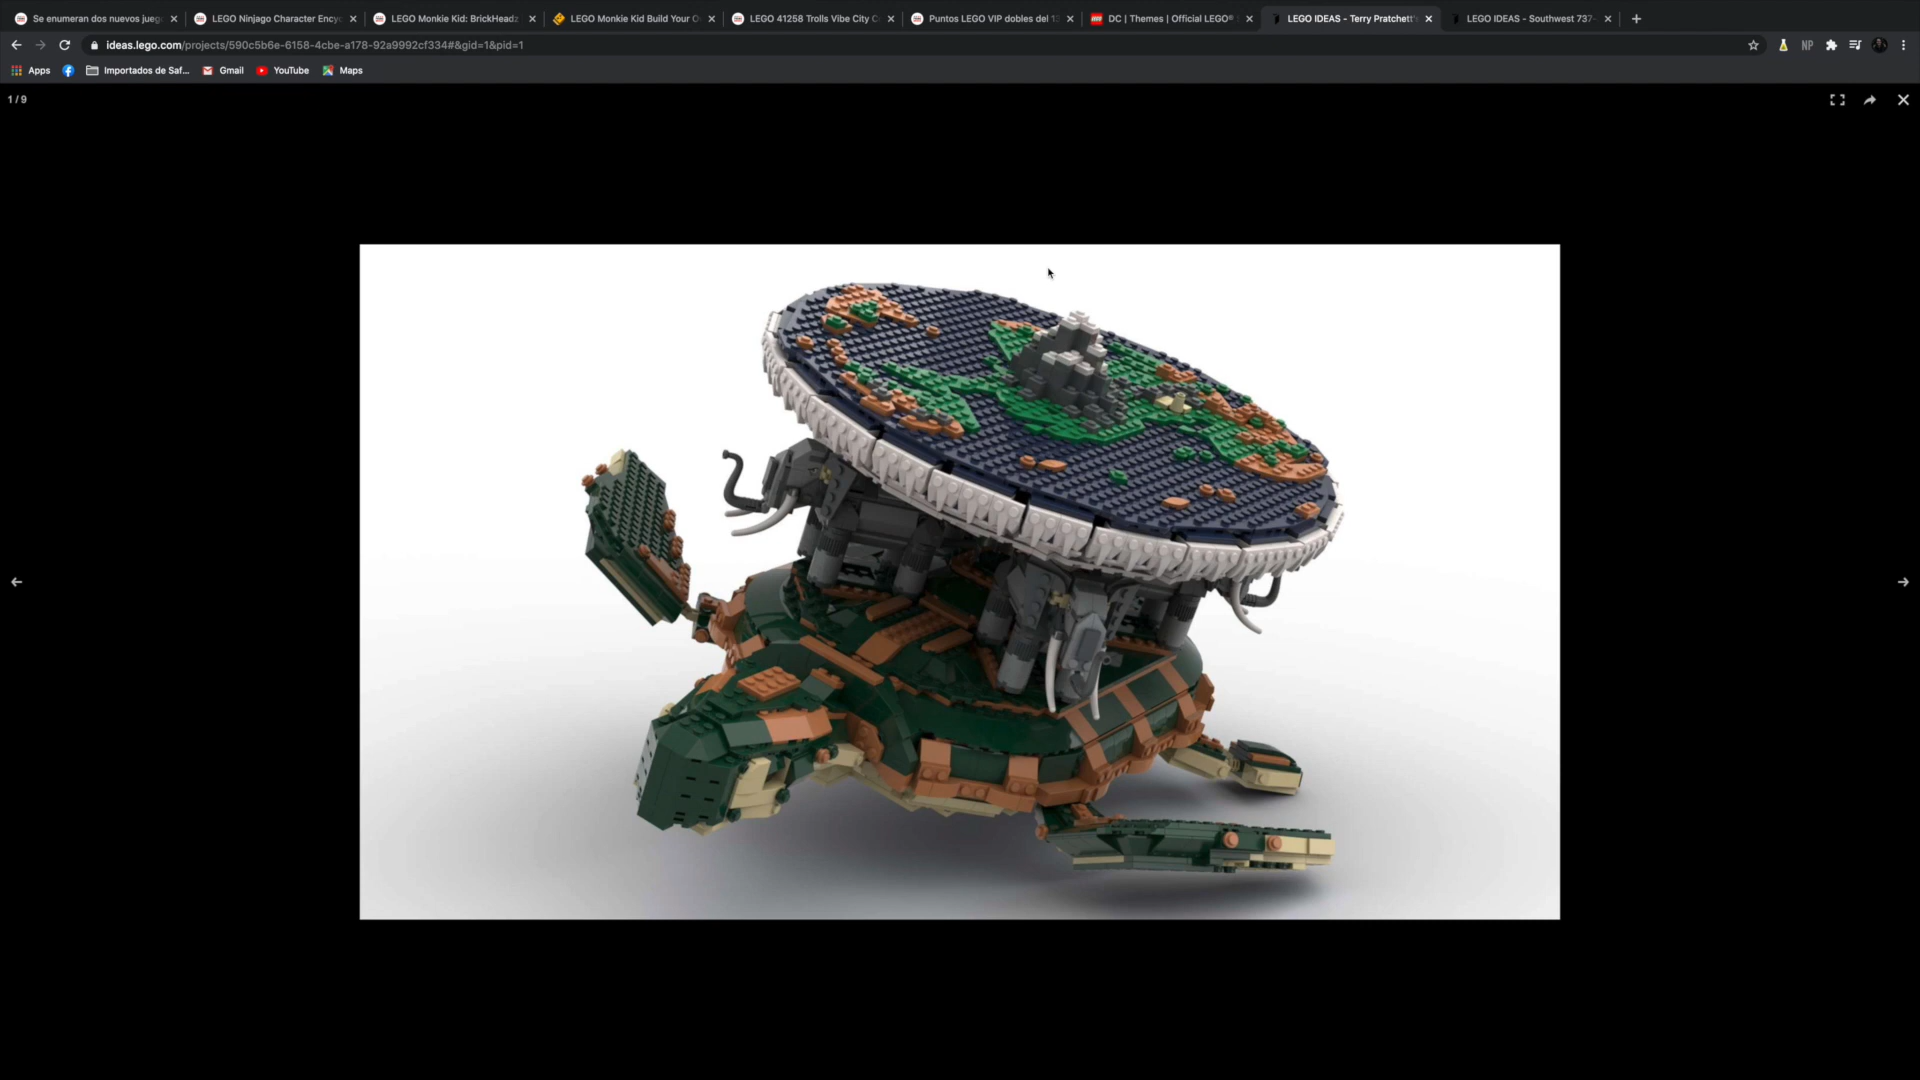 Se enumeran dos nuevos jueg
LEGO Ninjago Character Ency
LEGO Monkie Kid: BrickHeadz
LEGO Monkie Kid Build Your O
LEGO 41258 Trolls Vibe City C
Puntos LEGO VIP dobles del 13
DC | Themes | Official LEGO®
LEGO IDEAS - Terry Pratchett'
LEGO IDEAS - Southwest 737-
ideas.lego.com/projects/590c5b6e-6158-4cbe-a178-92a9992cf334#&gid=1&pid=1
NP
Apps
Importados de Saf...
Gmail
YouTube
Maps
1 / 9